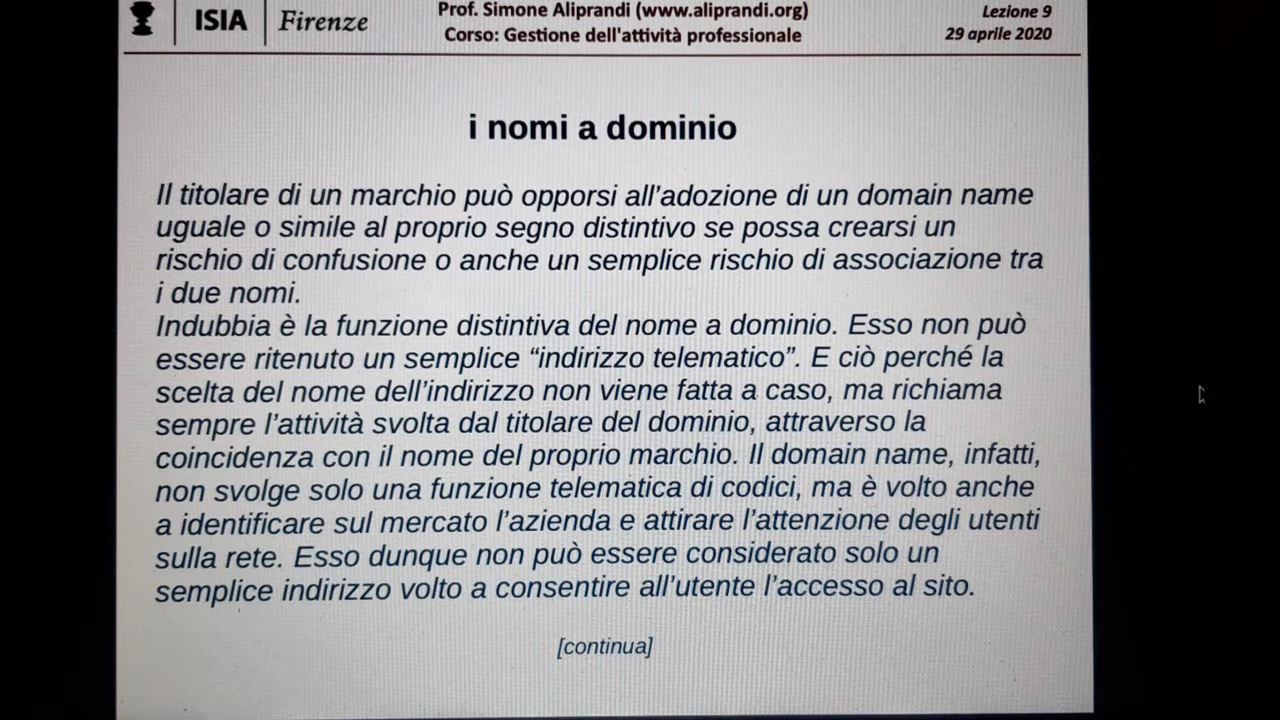 ISIA Firenze
Prof. Simone Aliprandi (www.aliprandi.org)
Corso: Gestione dell'attività professionale
Lezione 9
29 aprile 2020
i nomi a dominio
Il titolare di un marchio può opporsi all’adozione di un domain name
uguale o simile al proprio segno distintivo se possa crearsi un
rischio di confusione o anche un semplice rischio di associazione tra
i due nomi.
Indubbia è la funzione distintiva del nome a dominio. Esso non può
essere ritenuto un semplice “indirizzo telematico”. E ciò perché la
scelta del nome dell’indirizzo non viene fatta a caso, ma richiama
sempre l’attività svolta dal titolare del dominio, attraverso la
coincidenza con il nome del proprio marchio. Il domain name, infatti,
non svolge solo una funzione telematica di codici, ma è volto anche
a identificare sul mercato l’azienda e attirare l’attenzione degli utenti
sulla rete. Esso dunque non può essere considerato solo un
semplice indirizzo volto a consentire all’utente l’accesso al sito.
[continua]